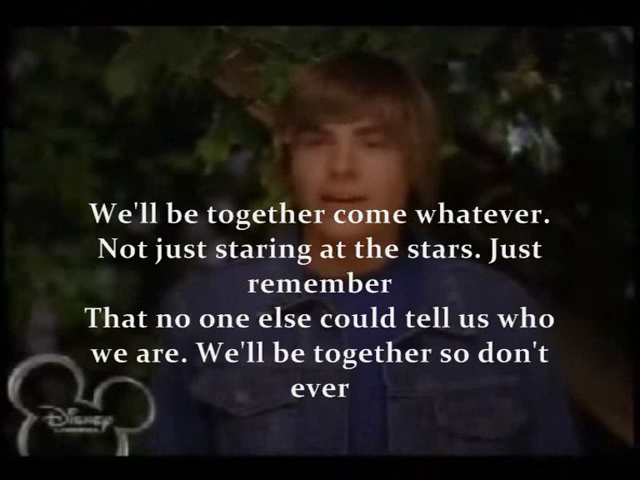 We'll be together come whatever.
Not just staring at the stars. Just
remember
That no one else could tell us who
we are. We'll be together so don't
ever
Disney